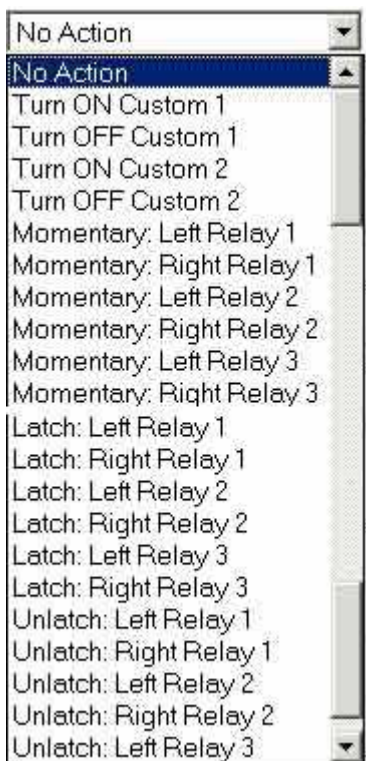 No Action
No Action
Turn ON Custom 1
Turn OFF Custom 1
Turn ON Custom 2
Turn OFF Custom 2
Momentary: Left Relay 1
Momentary: Right Relay 1
Momentary: Left Relay 2
Momentary: Right Relay 2
Momentary: Left Relay 3
Momentary: Right Relay 3
Latch: Left Relay 1
Latch: Right Relay 1
Latch: Left Relay 2
Latch: Right Relay 2
Latch: Left Relay 3
Latch: Right Relay 3
Unlatch: Left Relay 1
Unlatch: Right Relay 1
Unlatch: Left Relay 2
Unlatch: Right Relay 2
Unlatch: Left Relay 3